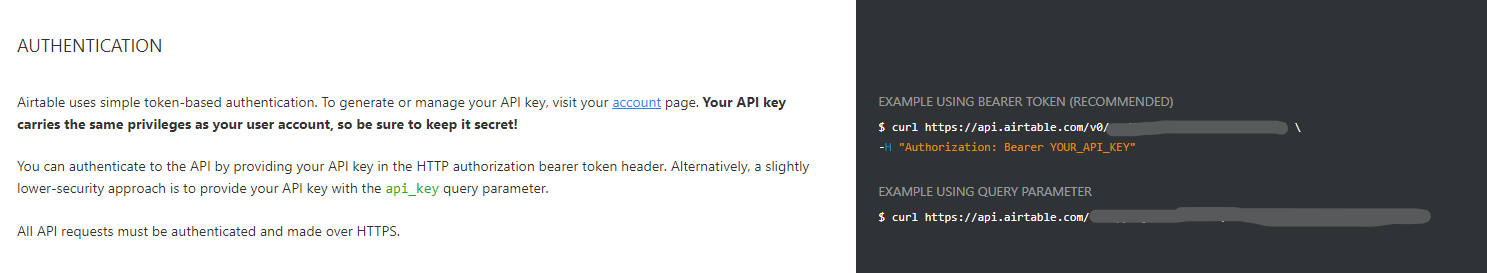 AUTHENTICATION
Airtable uses simple token-based authentication. To generate or manage your API key, visit your account page. Your API key
carries the same privileges as your user account, so be sure to keep it secret!
You can authenticate to the API by providing your API key in the HTTP authorization bearer token header. Alternatively, a slightly
lower-security approach is to provide your API key with the api_key query parameter.
All API requests must be authenticated and made over HTTPS.
EXAMPLE USING BEARER TOKEN (RECOMMENDED)
$ curl https://api.airtable.com/v0/ \
-H "Authorization: Bearer YOUR_API_KEY"
EXAMPLE USING QUERY PARAMETER
$ curl https://api.airtable.com/